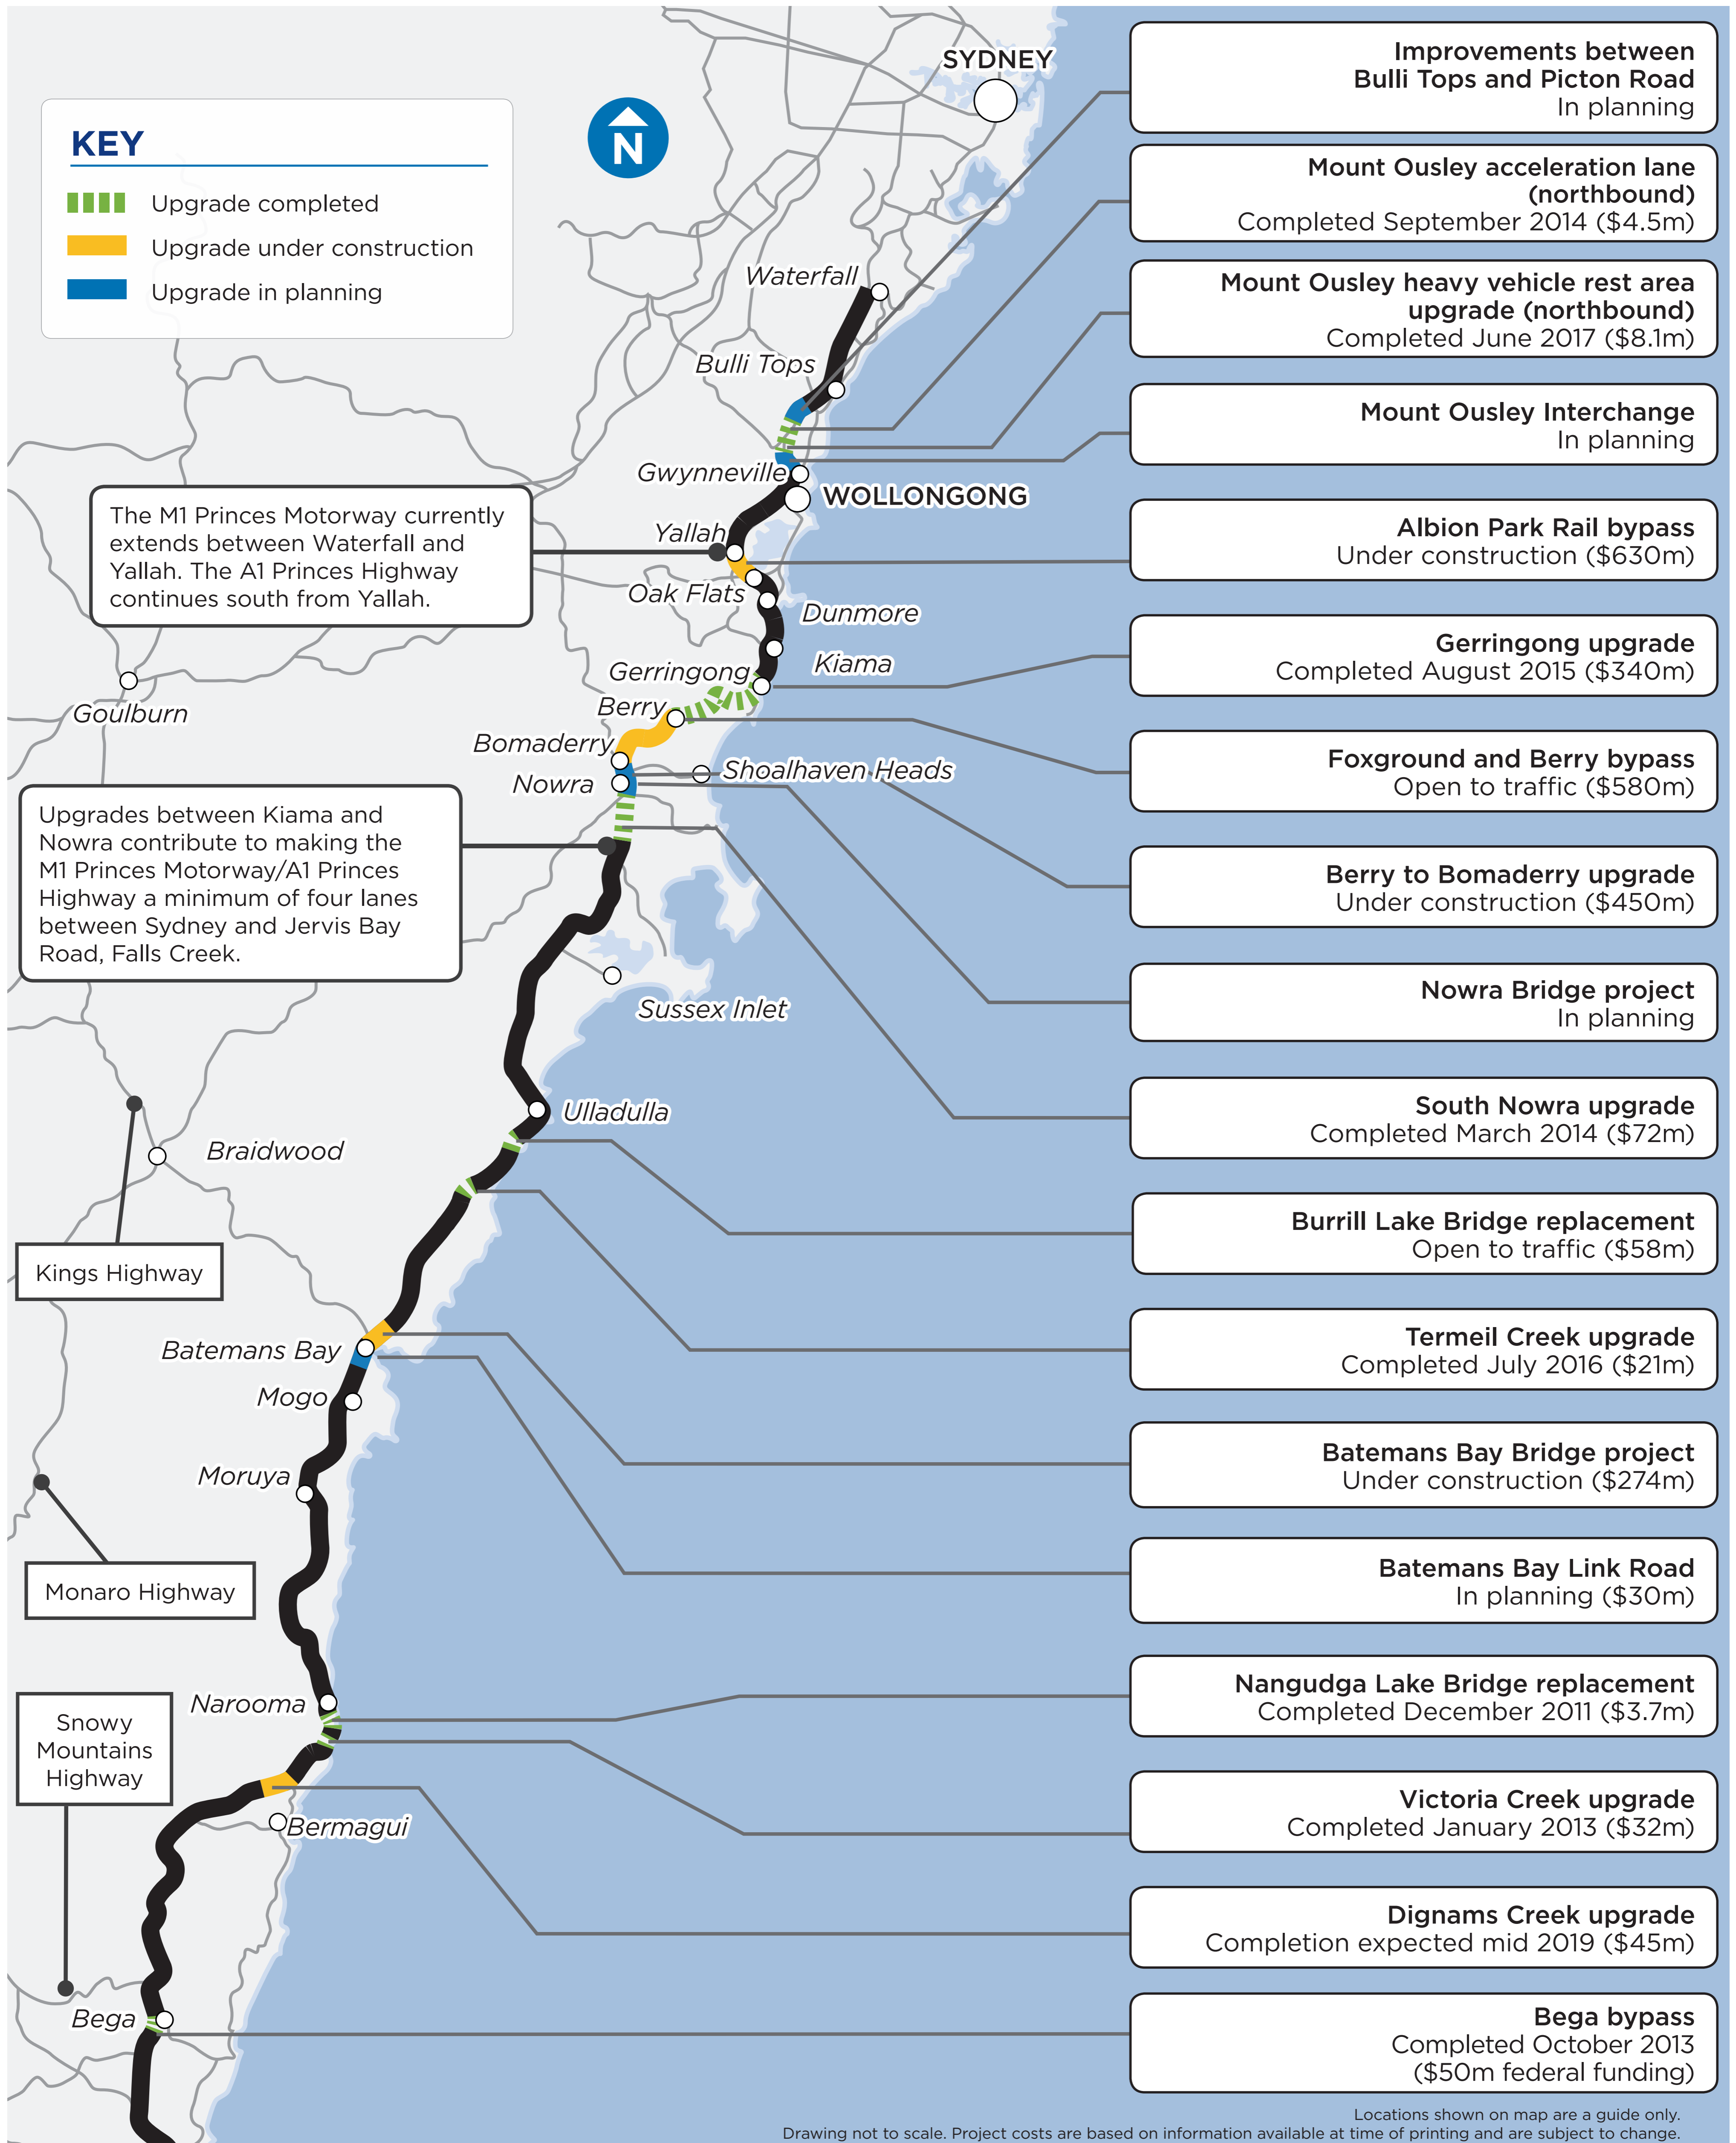 SYDNEY
KEY
Upgrade completed
Upgrade under construction
Upgrade in planning
N
Waterfall
Bulli Tops
Gwynneville
WOLLONGONG
Yallah
Oak Flats
Dunmore
Kiama
Gerringong
Berry
Bomaderry
Nowra
Shoalhaven Heads
Goulburn
Sussex Inlet
Ulladulla
Braidwood
Batemans Bay
Mogo
Moruya
Narooma
Bermagui
Bega
The M1 Princes Motorway currently
extends between Waterfall and
Yallah. The A1 Princes Highway
continues south from Yallah.
Upgrades between Kiama and
Nowra contribute to making the
M1 Princes Motorway/A1 Princes
Highway a minimum of four lanes
between Sydney and Jervis Bay
Road, Falls Creek.
Kings Highway
Monaro Highway
Snowy
Mountains
Highway
Improvements between
Bulli Tops and Picton Road
In planning
Mount Ousley acceleration lane
(northbound)
Completed September 2014 ($4.5m)
Mount Ousley heavy vehicle rest area
upgrade (northbound)
Completed June 2017 ($8.1m)
Mount Ousley Interchange
In planning
Albion Park Rail bypass
Under construction ($630m)
Gerringong upgrade
Completed August 2015 ($340m)
Foxground and Berry bypass
Open to traffic ($580m)
Berry to Bomaderry upgrade
Under construction ($450m)
Nowra Bridge project
In planning
South Nowra upgrade
Completed March 2014 ($72m)
Burrill Lake Bridge replacement
Open to traffic ($58m)
Termeil Creek upgrade
Completed July 2016 ($21m)
Batemans Bay Bridge project
Under construction ($274m)
Batemans Bay Link Road
In planning ($30m)
Nangudga Lake Bridge replacement
Completed December 2011 ($3.7m)
Victoria Creek upgrade
Completed January 2013 ($32m)
Dignams Creek upgrade
Completion expected mid 2019 ($45m)
Bega bypass
Completed October 2013
($50m federal funding)
Locations shown on map are a guide only.
Drawing not to scale. Project costs are based on information available at time of printing and are subject to change.